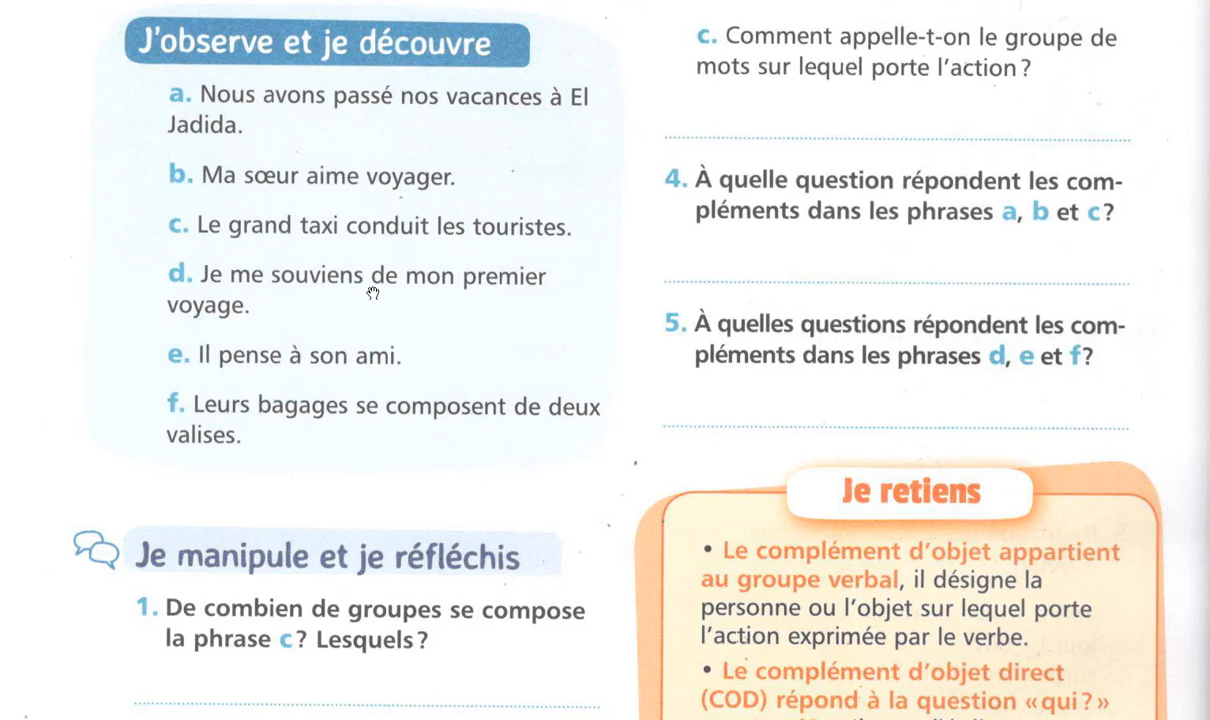 J'observe et je découvre
a. Nous avons passé nos vacances à El
Jadida.
b. Ma sœur aime voyager.
c. Le grand taxi conduit les touristes.
d. Je me souviens de mon premier
voyage.
e. Il pense à son ami.
f. Leurs bagages se composent de deux
valises.
Je manipule et je réfléchis
1. De combien de groupes se compose
la phrase c ? Lesquels ?
c. Comment appelle-t-on le groupe de
mots sur lequel porte l'action ?
4. À quelle question répondent les com-
pléments dans les phrases a, b et c ?
5. À quelles questions répondent les com-
pléments dans les phrases d, e et f ?
Je retiens
• Le complément d'objet appartient
au groupe verbal, il désigne la
personne ou l'objet sur lequel porte
l'action exprimée par le verbe.
• Le complément d'objet direct
(COD) répond à la question « qui ? »